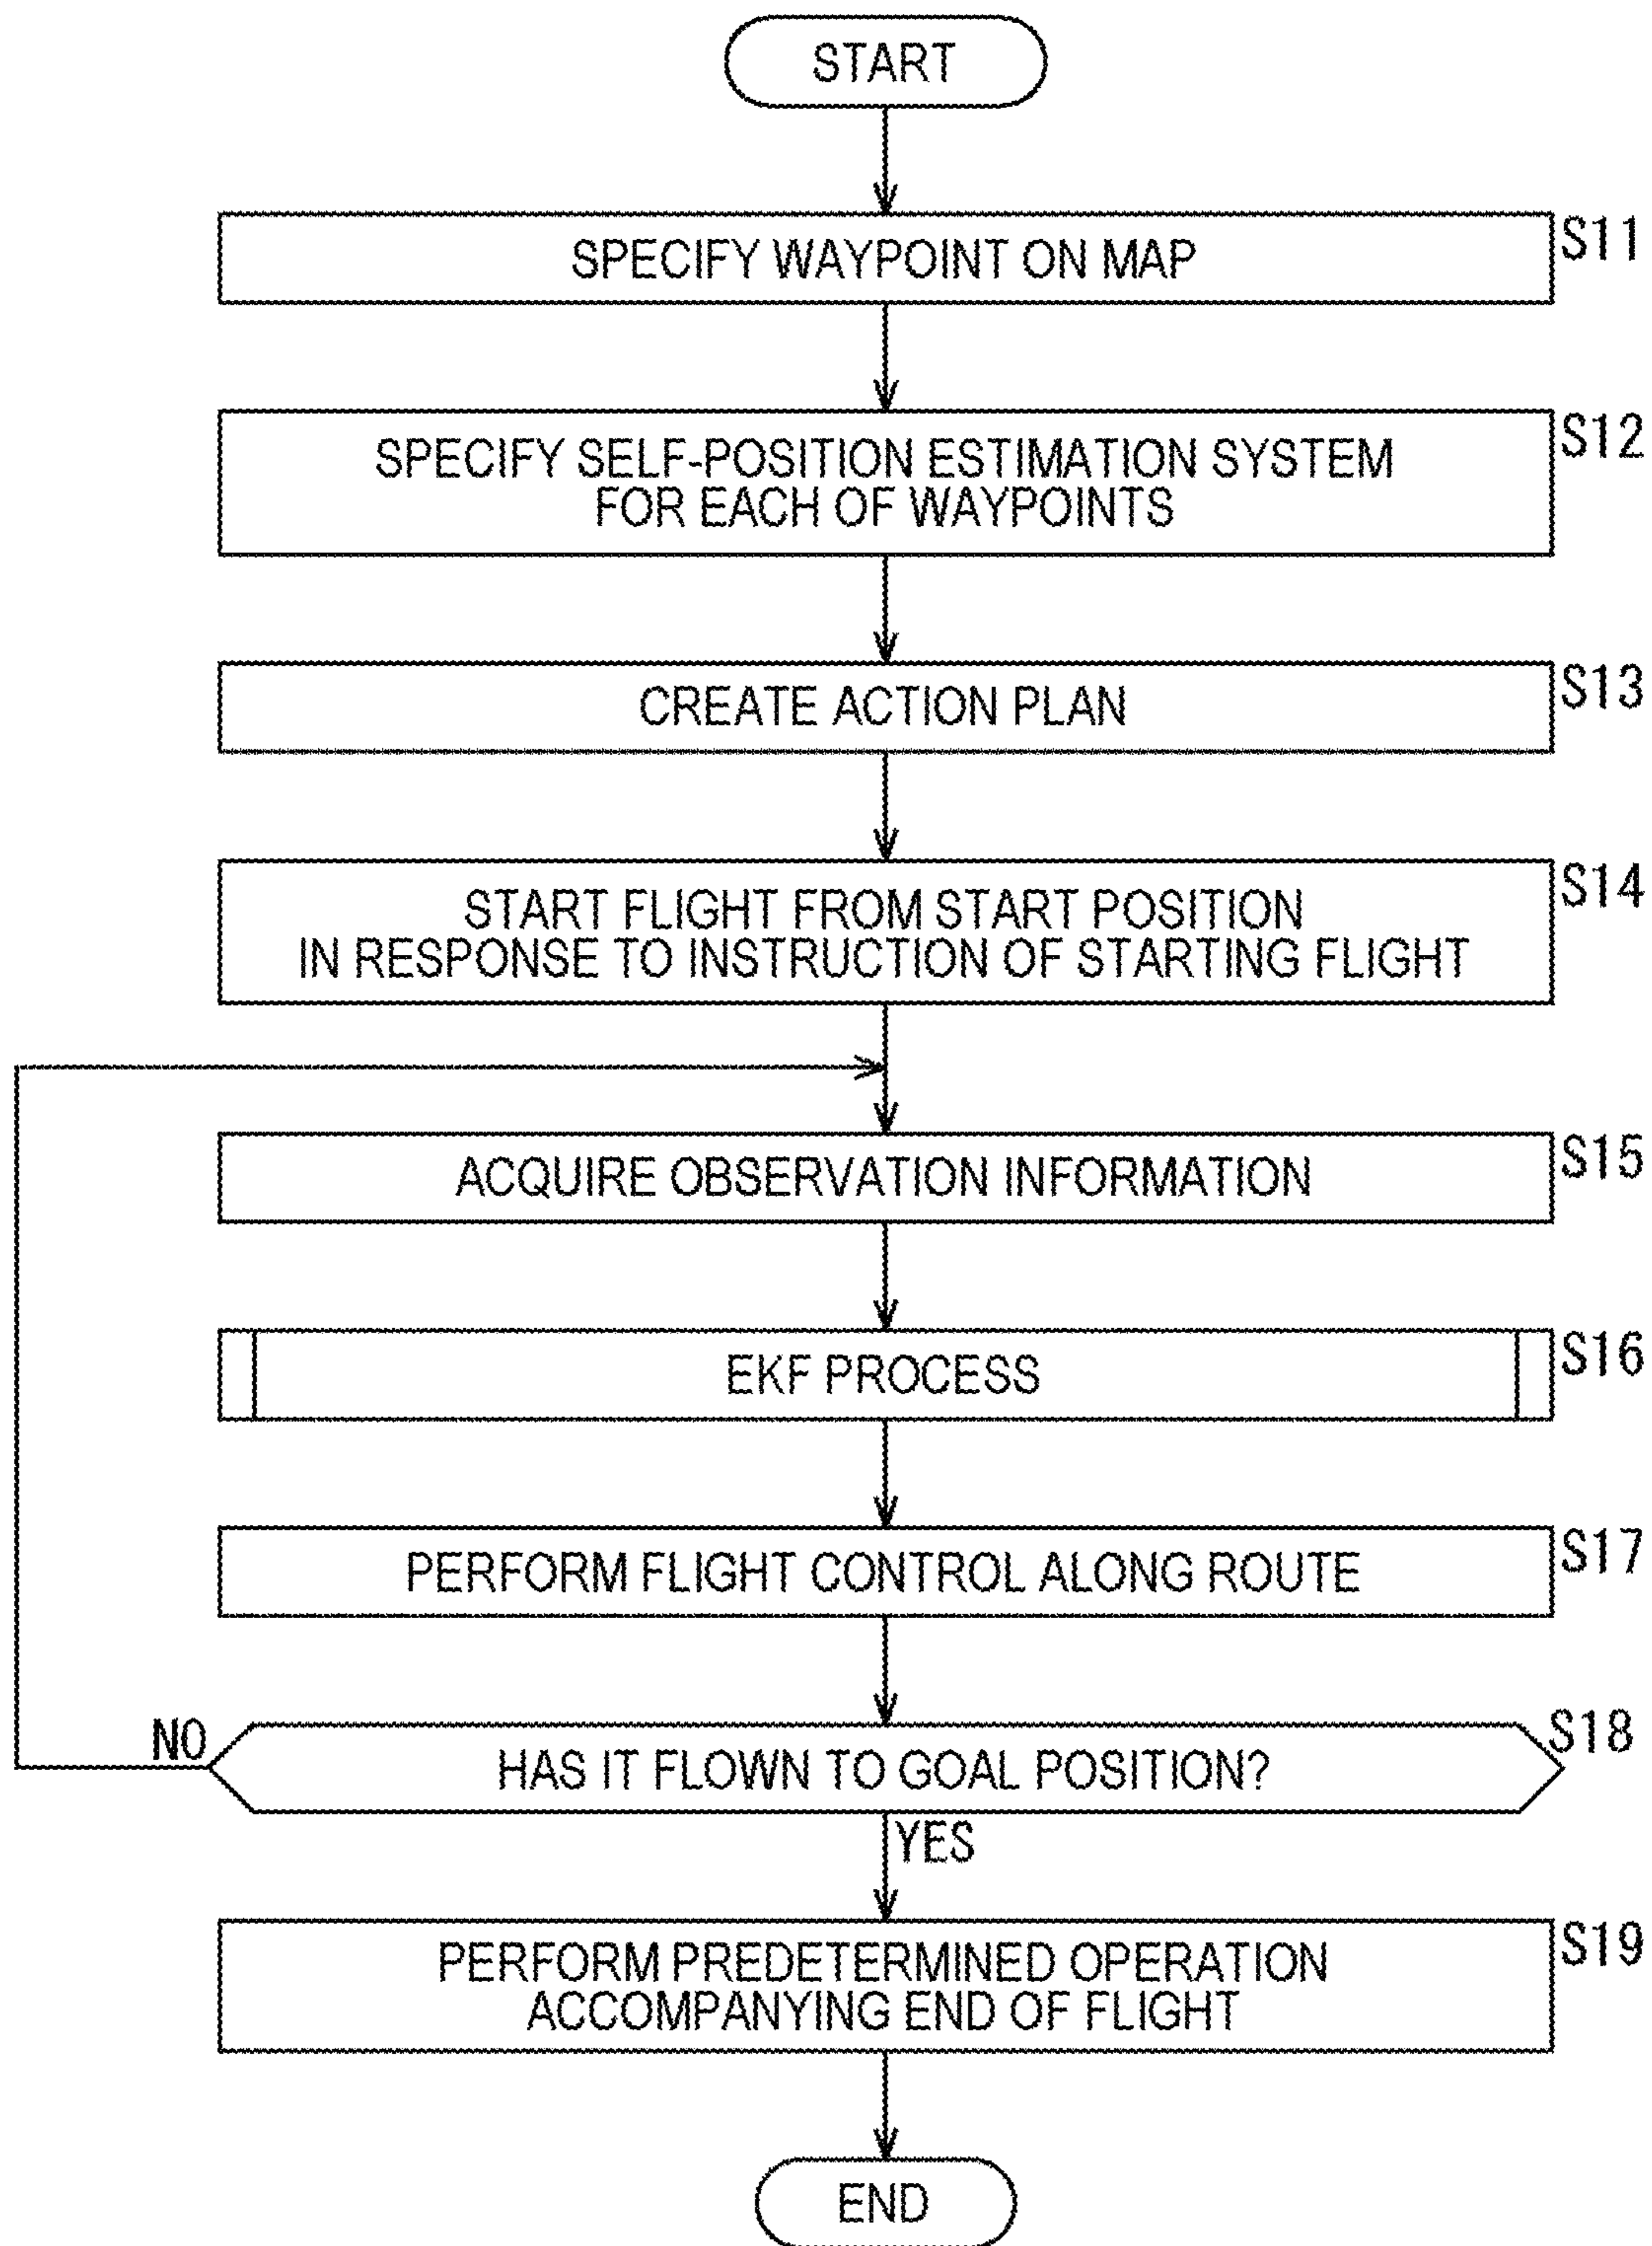 START
SPECIFY WAYPOINT ON MAP
S11
SPECIFY SELF-POSITION ESTIMATION SYSTEM
FOR EACH OF WAYPOINTS
S12
CREATE ACTION PLAN
S13
START FLIGHT FROM START POSITION
IN RESPONSE TO INSTRUCTION OF STARTING FLIGHT
S14
ACQUIRE OBSERVATION INFORMATION
S15
EKF PROCESS
S16
PERFORM FLIGHT CONTROL ALONG ROUTE
S17
NO
HAS IT FLOWN TO GOAL POSITION?
S18
YES
PERFORM PREDETERMINED OPERATION
ACCOMPANYING END OF FLIGHT
S19
END